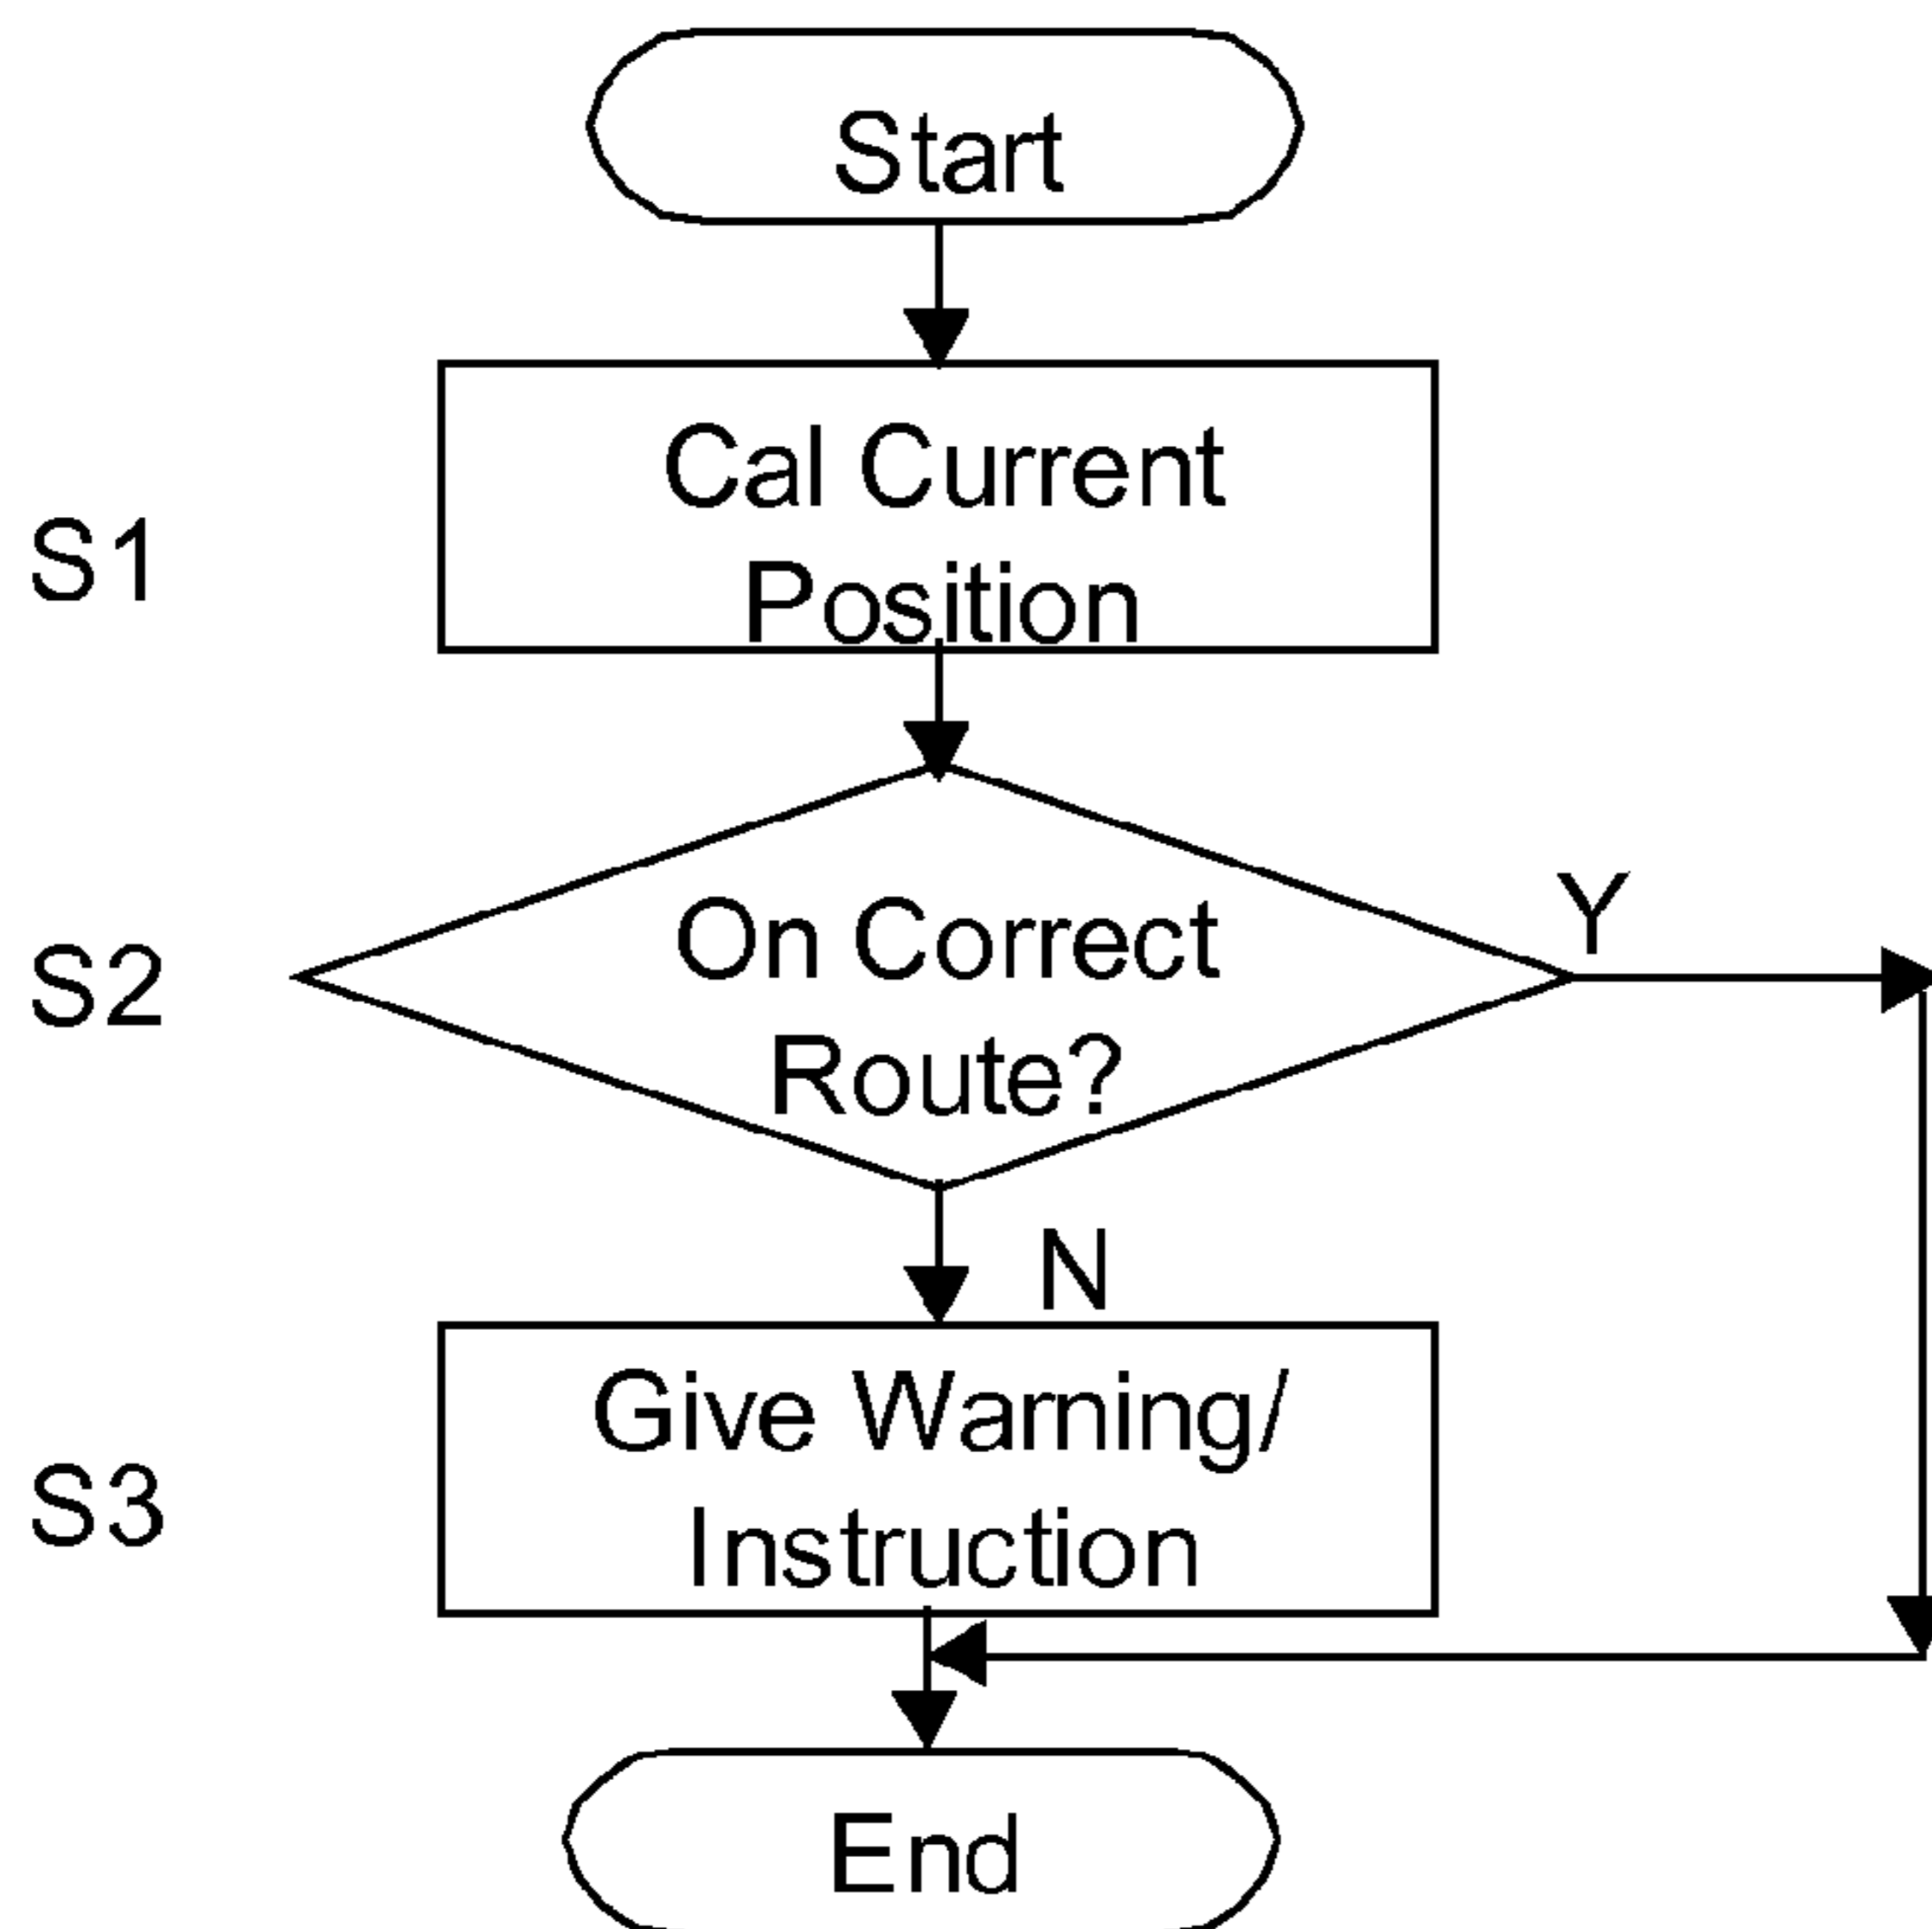 Start
Cal Current
S1
Position
On Correct
Y
S2
Route?
N
Give Warning/
S3
Instruction
End